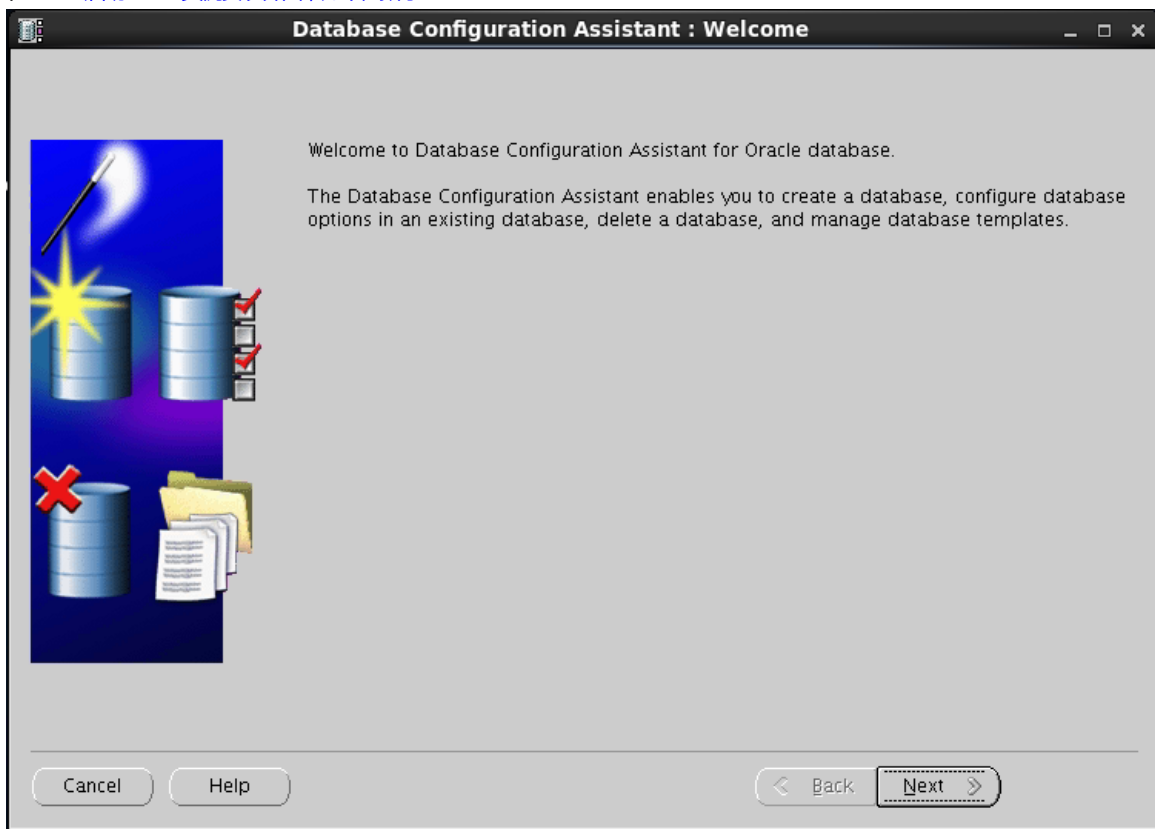 Database Configuration Assistant : Welcome
Welcome to Database Configuration Assistant for Oracle database.
The Database Configuration Assistant enables you to create a database, configure database
options in an existing database, delete a database, and manage database templates.
Cancel
Help
Back
Next